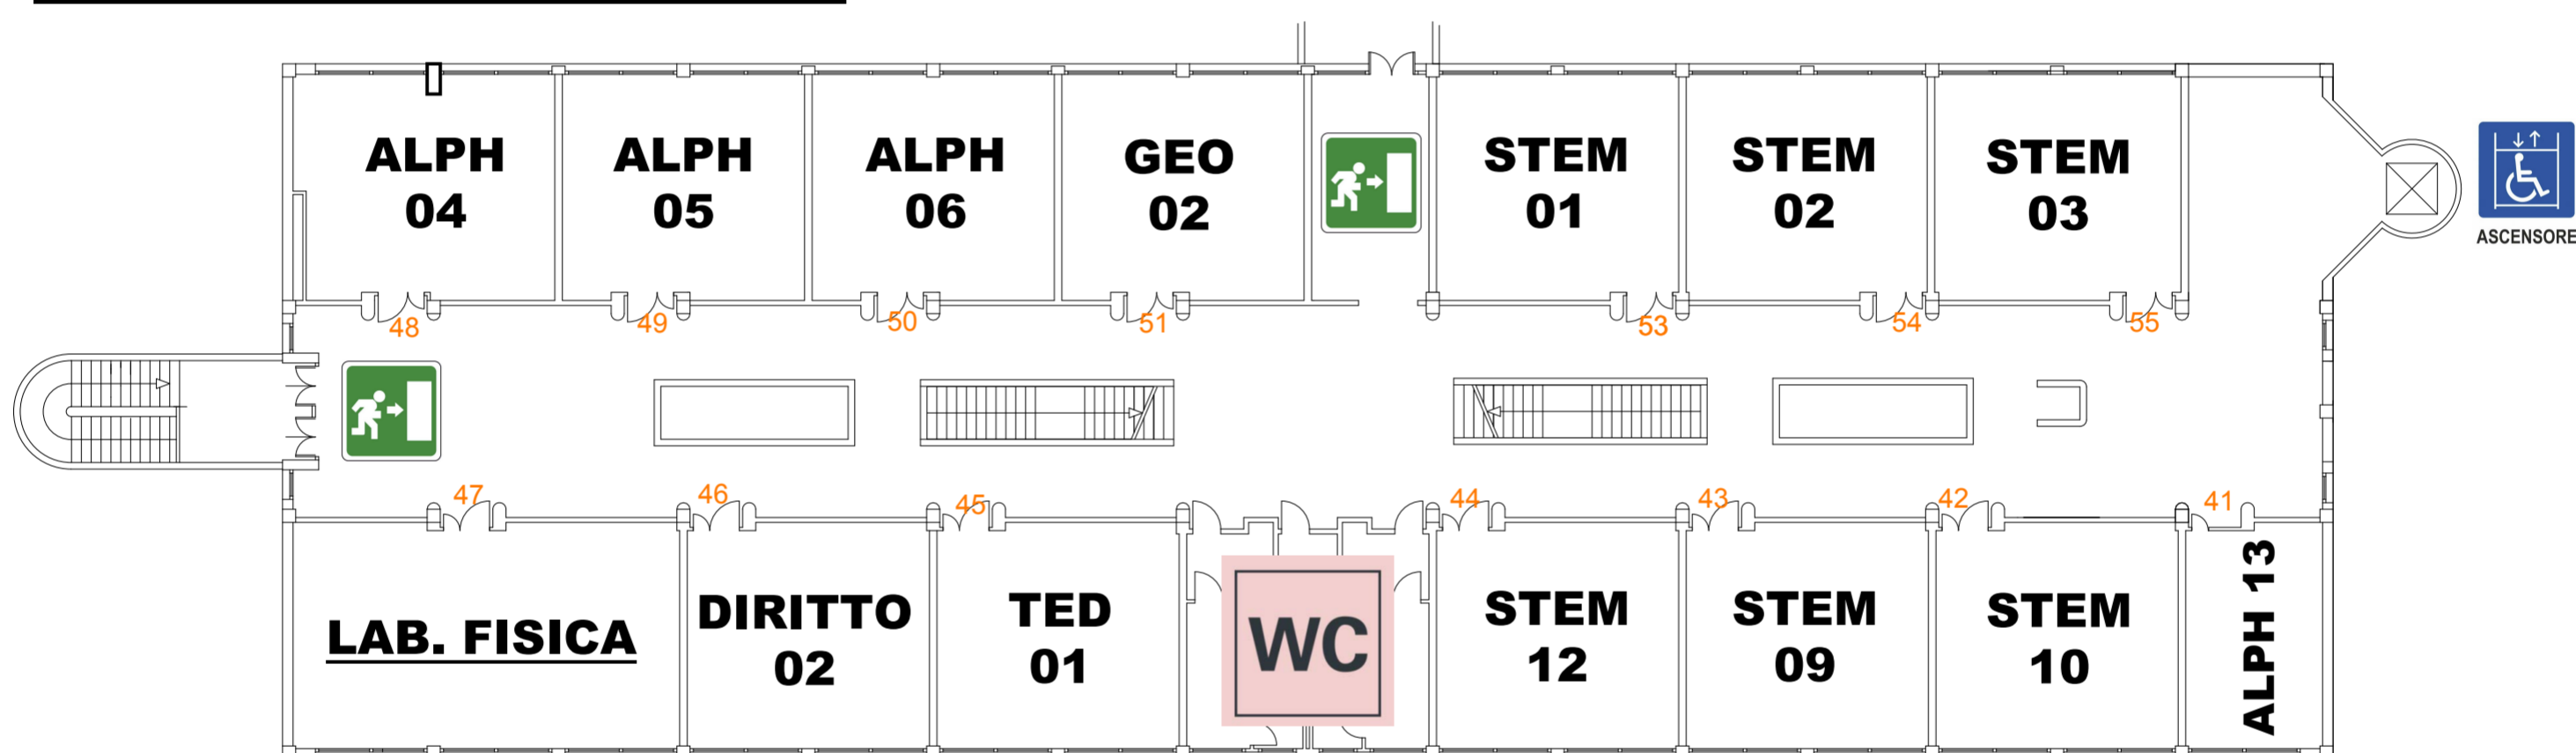 ALPH
04
ALPH
05
ALPH
06
GEO
02
STEM
01
STEM
02
STEM
03
ASCENSORE
48
49
50
51
53
54
55
47
46
45
44
43
42
41
LAB. FISICA
DIRITTO
02
TED
01
WC
STEM
12
STEM
09
STEM
10
ALPH 13